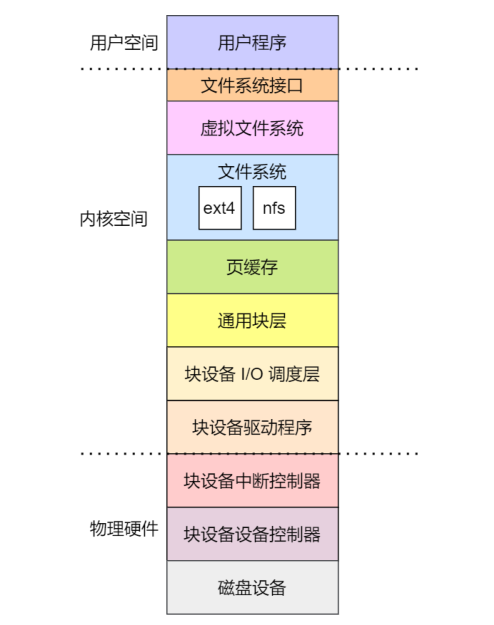 用户空间
用户程序
文件系统接口
虚拟文件系统
文件系统
ext4
nfs
内核空间
页缓存
通用块层
块设备 I/O 调度层
块设备驱动程序
块设备中断控制器
物理硬件
块设备设备控制器
磁盘设备